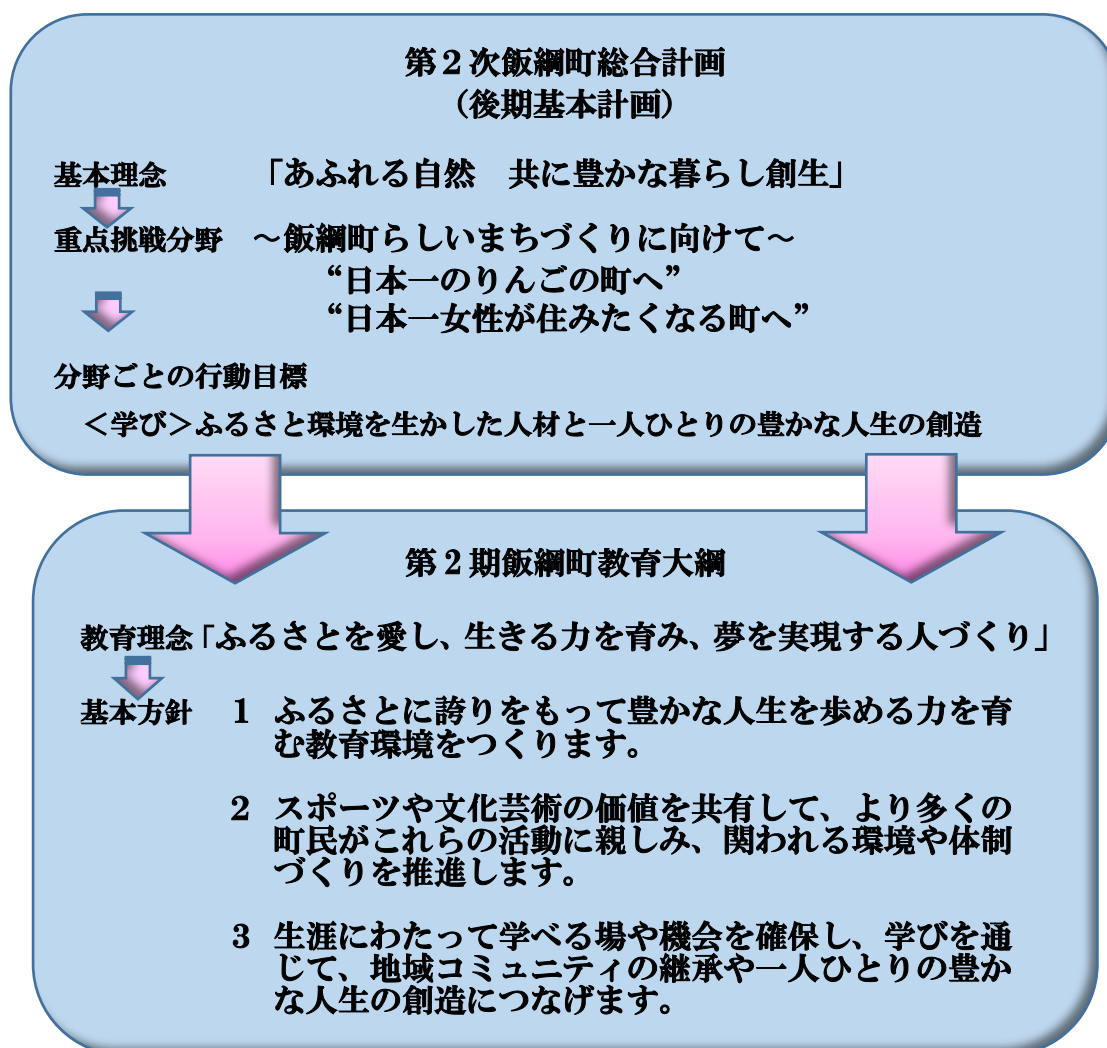 第２次飯綱町総合計画
（後期基本計画）
基本理念　「あふれる自然　共に豊かな暮らし創生」
重点挑戦分野　～飯綱町らしいまちづくりに向けて～
“日本一のりんごの町へ”
“日本一女性が住みたくなる町へ”
分野ごとの行動目標
＜学び＞ふるさと環境を生かした人材と一人ひとりの豊かな人生の創造
第２期飯綱町教育大綱
教育理念「ふるさとを愛し、生きる力を育み、夢を実現する人づくり」
基本方針　１　ふるさとに誇りをもって豊かな人生を歩める力を育
む教育環境をつくります。
２　スポーツや文化芸術の価値を共有して、より多くの
町民がこれらの活動に親しみ、関われる環境や体制
づくりを推進します。
３　生涯にわたって学べる場や機会を確保し、学びを通
じて、地域コミュニティの継承や一人ひとりの豊か
な人生の創造につなげます。